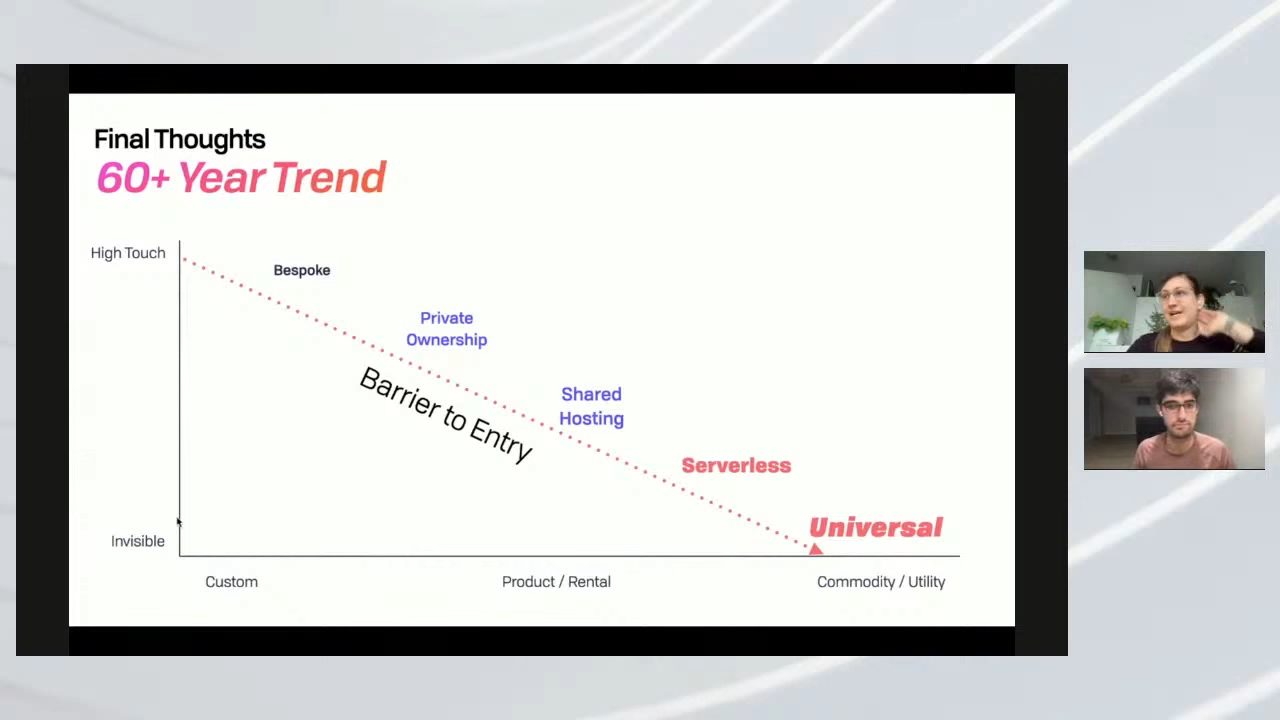 Final Thoughts
60+ Year Trend
High Touch
Bespoke
Private
Ownership
Barrier to Entry
Shared
Hosting
Serverless
Universal
Invisible
Custom
Product / Rental
Commodity / Utility